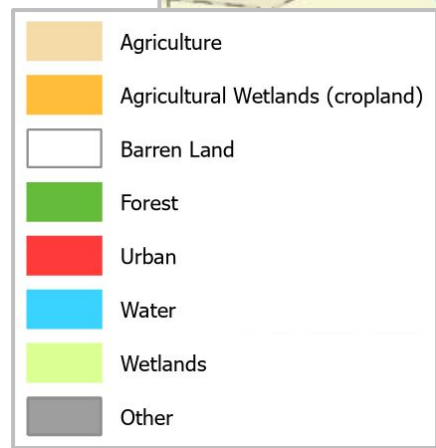 Agriculture
Agricultural Wetlands (cropland)
Barren Land
Forest
Urban
Water
Wetlands
Other